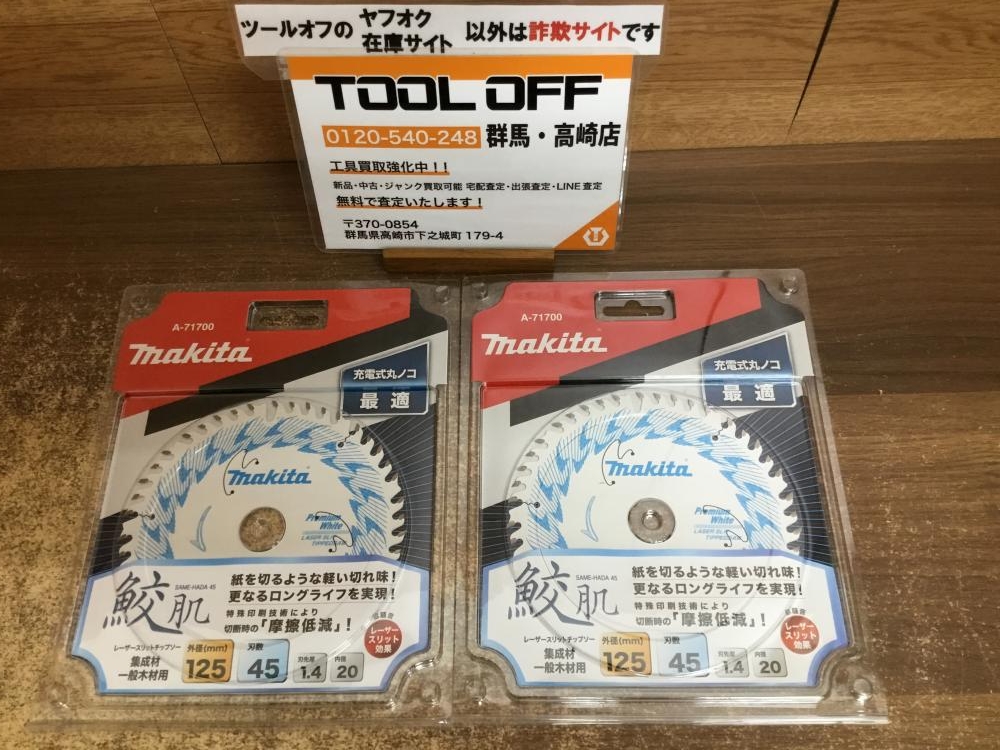 ツールオフの ヤフオク 在庫サイト 以外は詐欺サイトです
TOOL OFF
0120-540-248 群馬・高崎店
工具買取強化中!!
新品・中古・ジャンク買取可能 宅配査定・出張査定・LINE査定
無料で査定いたします!
〒370-0854
群馬県高崎市下之城町 179-4
A-71700
makita
充電式丸ノコ
最適
makita
Premium
White
鮫肌
SAME-HADA 45
紙を切るような軽い切れ味!
更なるロングライフを実現!
特殊印刷技術により
切断時の「摩擦低減」!
低騒音
レーザー
スリット
効果
レーザースリットチップソー
集成材
一般木材用
外径(mm)
125
刃数
45
刃先厚
1.4
内径
20
A-71700
makita
充電式丸ノコ
最適
makita
Premium
White
鮫肌
SAME-HADA 45
紙を切るような軽い切れ味!
更なるロングライフを実現!
特殊印刷技術により
切断時の「摩擦低減」!
低騒音
レーザー
スリット
効果
レーザースリットチップソー
集成材
一般木材用
外径(mm)
125
刃数
45
刃先厚
1.4
内径
20